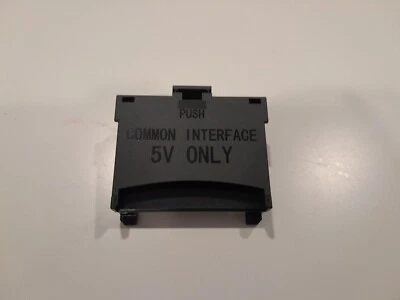 PUSH
COMMON INTERFACE
5V ONLY